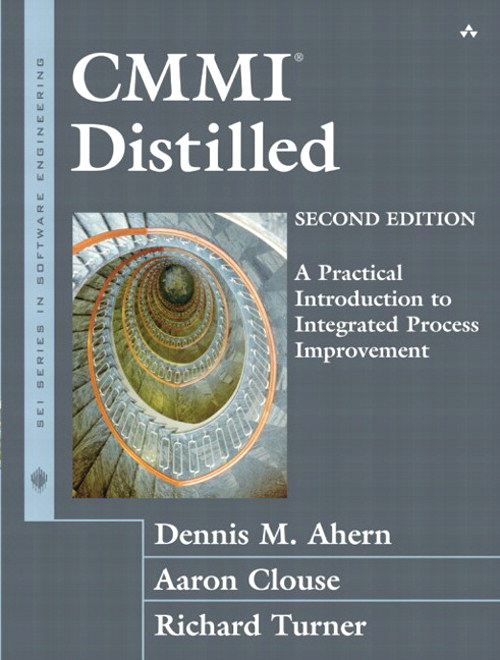 CMMI®
Distilled
SECOND EDITION
A Practical
Introduction to
Integrated Process
Improvement
SEI SERIES IN SOFTWARE ENGINEERING
Dennis M. Ahern
Aaron Clouse
Richard Turner